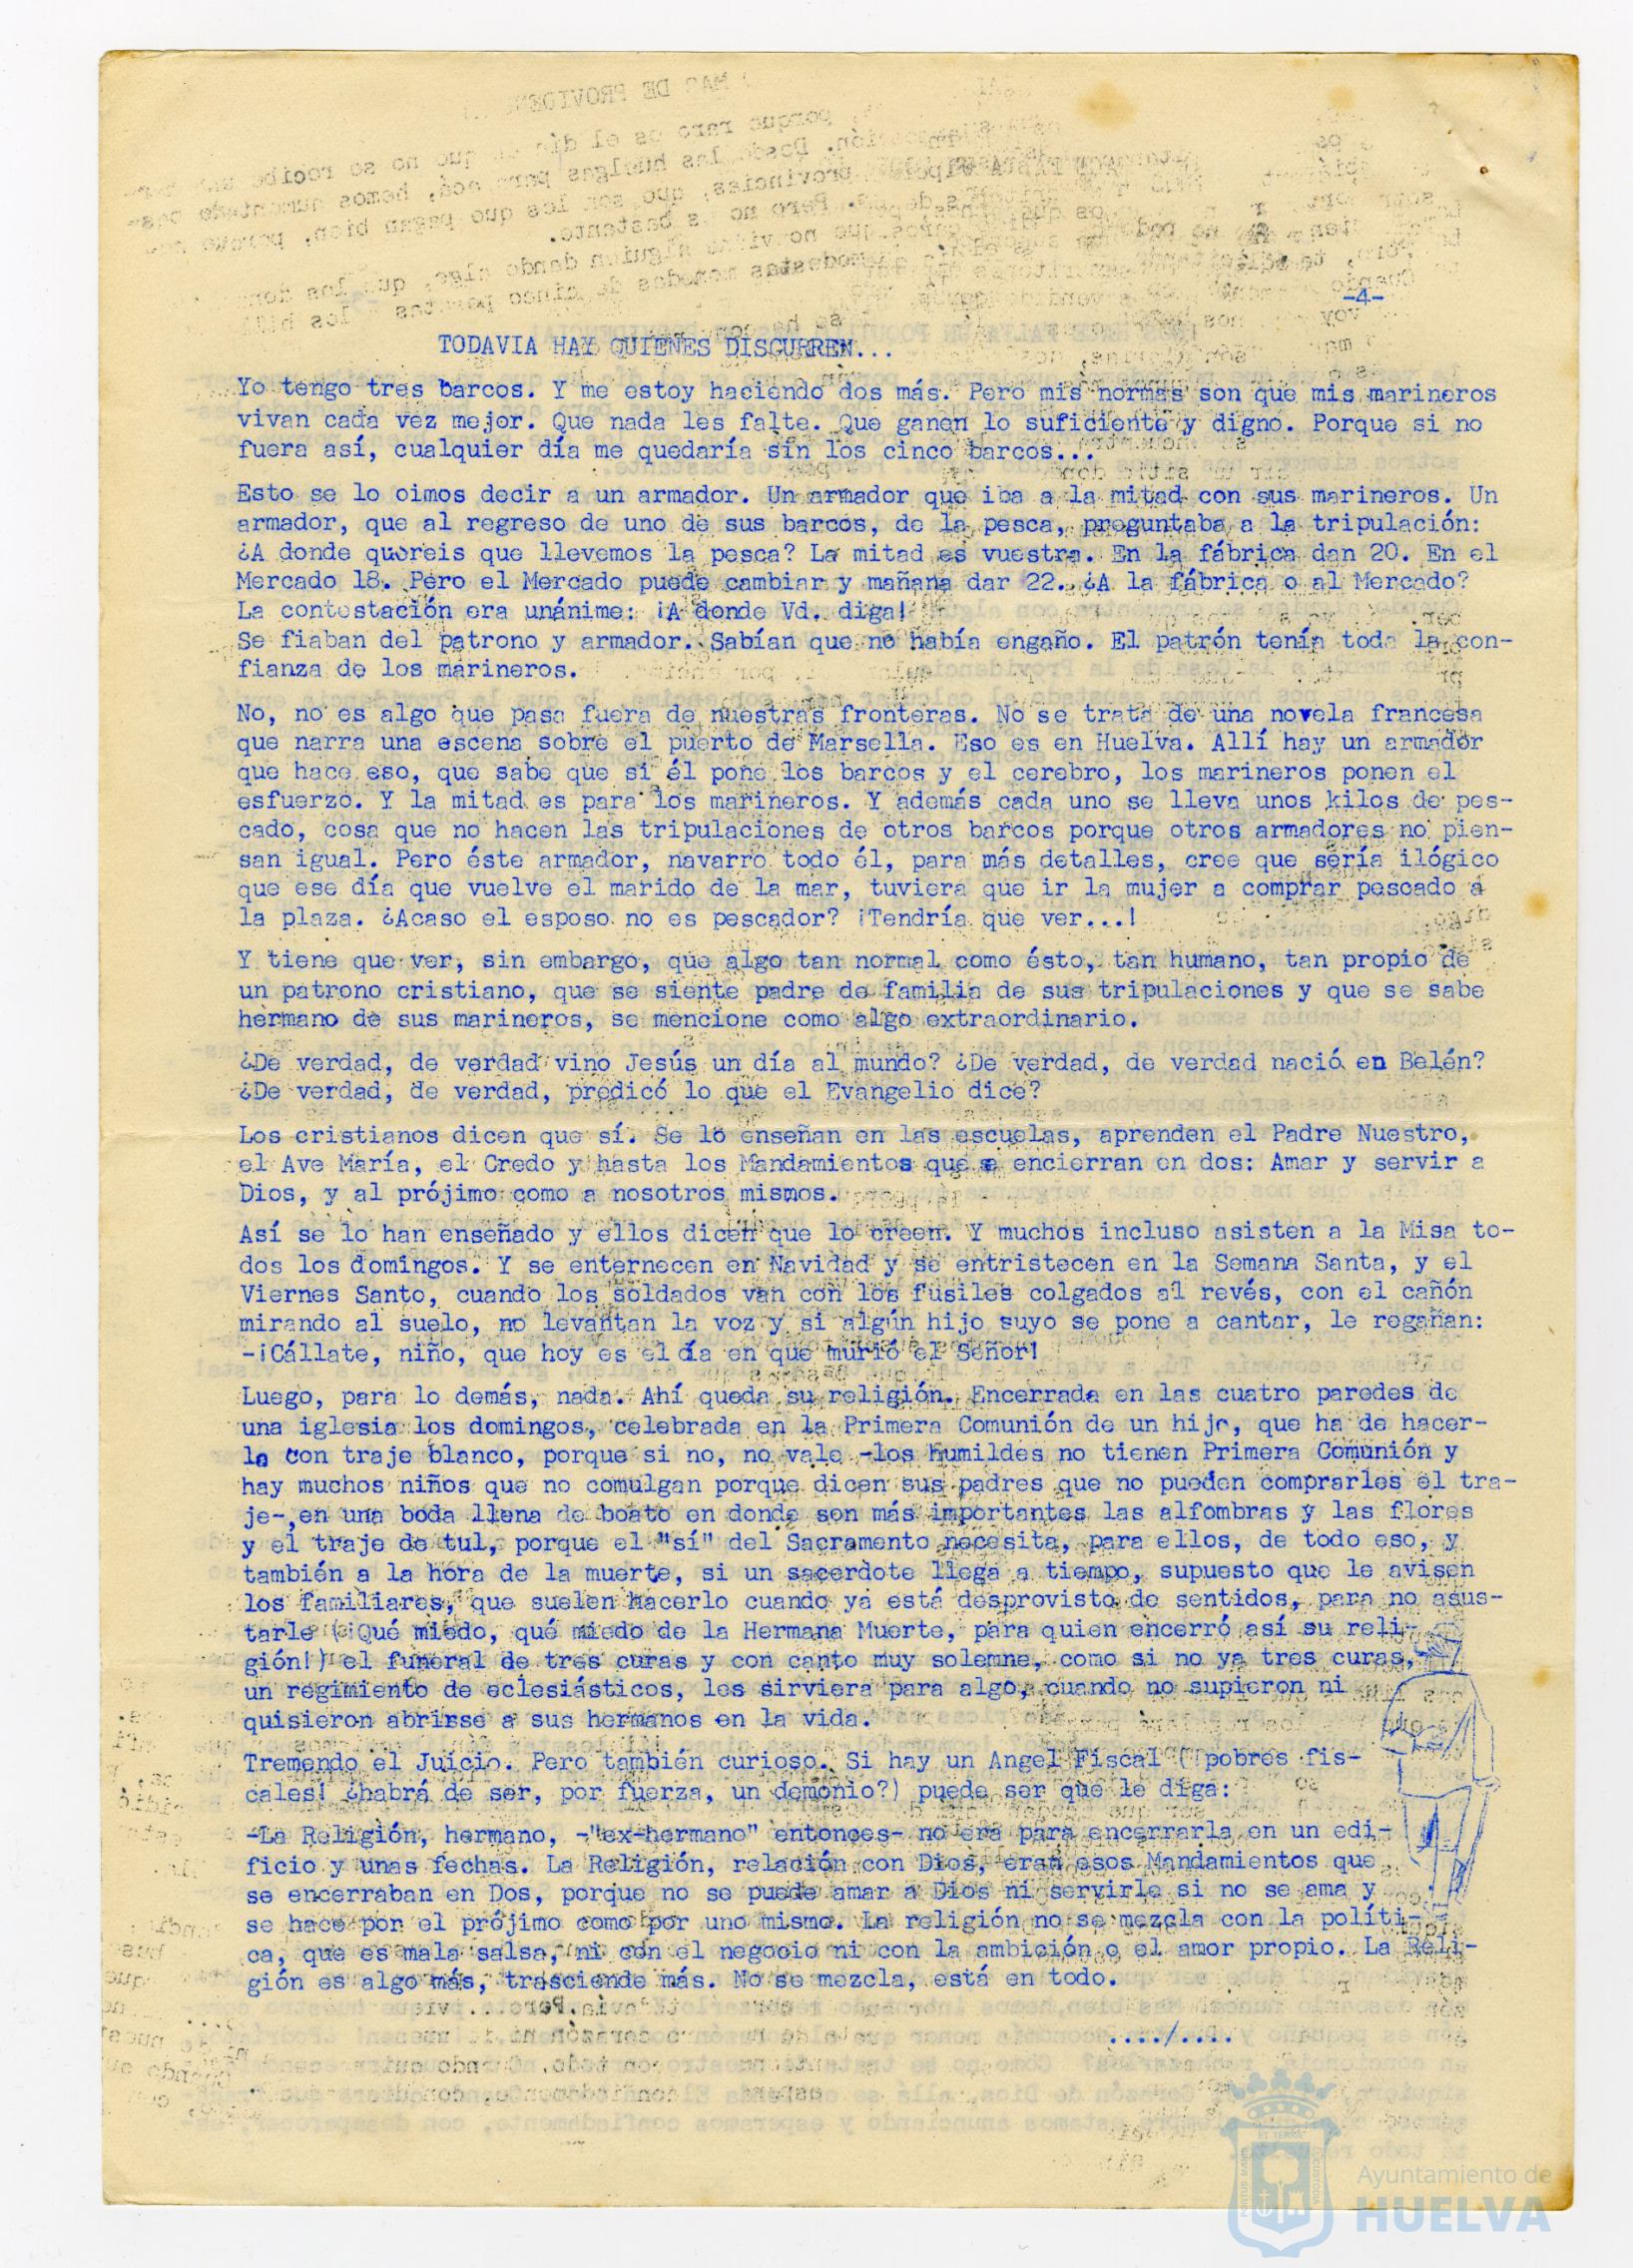 -4-
TODAVIA HAY QUIENES DISCURREN...
Yo tengo tres barcos. Y me estoy haciendo dos más. Pero mis normas son que mis marineros
vivan cada vez mejor. Que nada les falte. Que ganen lo suficiente y digno. Porque si no
fuera así, cualquier día me quedaría sin los cinco barcos...
Esto se lo oimos decir a un armador. Un armador que iba a la mitad con sus marineros. Un
armador, que al regreso de uno de sus barcos, de la pesca, preguntaba a la tripulación:
¿A donde quereis que llevemos la pesca? La mitad es vuestra. En la fábrica dan 20. En el
Mercado 18. Pero el Mercado puede cambiar y mañana dar 22. ¿A la fábrica o al Mercado?
La contestación era unánime: ¡A donde Vd. diga!
Se fiaban del patrono y armador. Sabían que no había engaño. El patrón tenía toda la con-
fianza de los marineros.
No, no es algo que pasa fuera de nuestras fronteras. No se trata de una novela francesa
que narra una escena sobre el puerto de Marsella. Eso es en Huelva. Allí hay un armador
que hace eso, que sabe que si él pone los barcos y el cerebro, los marineros ponen el
esfuerzo. Y la mitad es para los marineros. Y además cada uno se lleva unos kilos de pes-
cado, cosa que no hacen las tripulaciones de otros barcos porque otros armadores no pien-
san igual. Pero éste armador, navarro todo él, para más detalles, cree que sería ilógico
que ese día que vuelve el marido de la mar, tuviera que ir la mujer a comprar pescado a
la plaza. ¿Acaso el esposo no es pescador? ¡Tendría que ver...!
Y tiene que ver, sin embargo, que algo tan normal como ésto, tan humano, tan propio de
un patrono cristiano, que se siente padre de familia de sus tripulaciones y que se sabe
hermano de sus marineros, se mencione como algo extraordinario.
¿De verdad, de verdad vino Jesús un día al mundo? ¿De verdad, de verdad nació en Belén?
¿De verdad, de verdad, predicó lo que el Evangelio dice?
Los cristianos dicen que sí. Se lo enseñan en las escuelas, aprenden el Padre Nuestro,
el Ave María, el Credo y hasta los Mandamientos que se encierran en dos: Amar y servir a
Dios, y al prójimo como a nosotros mismos.
Así se lo han enseñado y ellos dicen que lo creen. Y muchos incluso asisten a la Misa to-
dos los domingos. Y se enternecen en Navidad y se entristecen en la Semana Santa, y el
Viernes Santo, cuando los soldados van con los fusiles colgados al revés, con el cañón
mirando al suelo, no levantan la voz y si algún hijo suyo se pone a cantar, le regañan:
-¡Cállate, niño, que hoy es el día en que murió el Señor!
Luego, para lo demás, nada. Ahí queda su religión. Encerrada en las cuatro paredes de
una iglesia los domingos, celebrada en la Primera Comunión de un hijo, que ha de hacer-
la con traje blanco, porque si no, no vale -los humildes no tienen Primera Comunión y
hay muchos niños que no comulgan porque dicen sus padres que no pueden comprarles el tra-
je-,en una boda llena de boato en donde son más importantes las alfombras y las flores
y el traje de tul, porque el "sí" del Sacramento necesita, para ellos, de todo eso, y
también a la hora de la muerte, si un sacerdote llega a tiempo, supuesto que le avisen
los familiares, que suelen hacerlo cuando ya está desprovisto de sentidos, para no asus-
tarle (¡Qué miedo, qué miedo de la Hermana Muerte, para quien encerró así su reli-
gión!) el funeral de tres curas y con canto muy solemne, como si no ya tres curas,
un regimiento de eclesiásticos, les sirviera para algo, cuando no supieron ni
quisieron abrirse a sus hermanos en la vida.
Tremendo el Juicio. Pero también curioso. Si hay un Angel Fiscal (¡pobres fis-
cales! ¿habrá de ser, por fuerza, un demonio?) puede ser que le diga:
-La Religión, hermano, -"ex-hermano" entonces- no era para encerrarla en un edi-
ficio y unas fechas. La Religión, relación con Dios, eran esos Mandamientos que
se encerraban en Dos, porque no se puede amar a Dios ni servirle si no se ama y
se hace por el prójimo como por uno mismo. La religión no se mezcla con la políti-
ca, que es mala salsa, ni con el negocio ni con la ambición o el amor propio. La Reli-
gión es algo más, trasciende más. No se mezcla, está en todo.
..../....
Ayuntamiento de
HUELVA